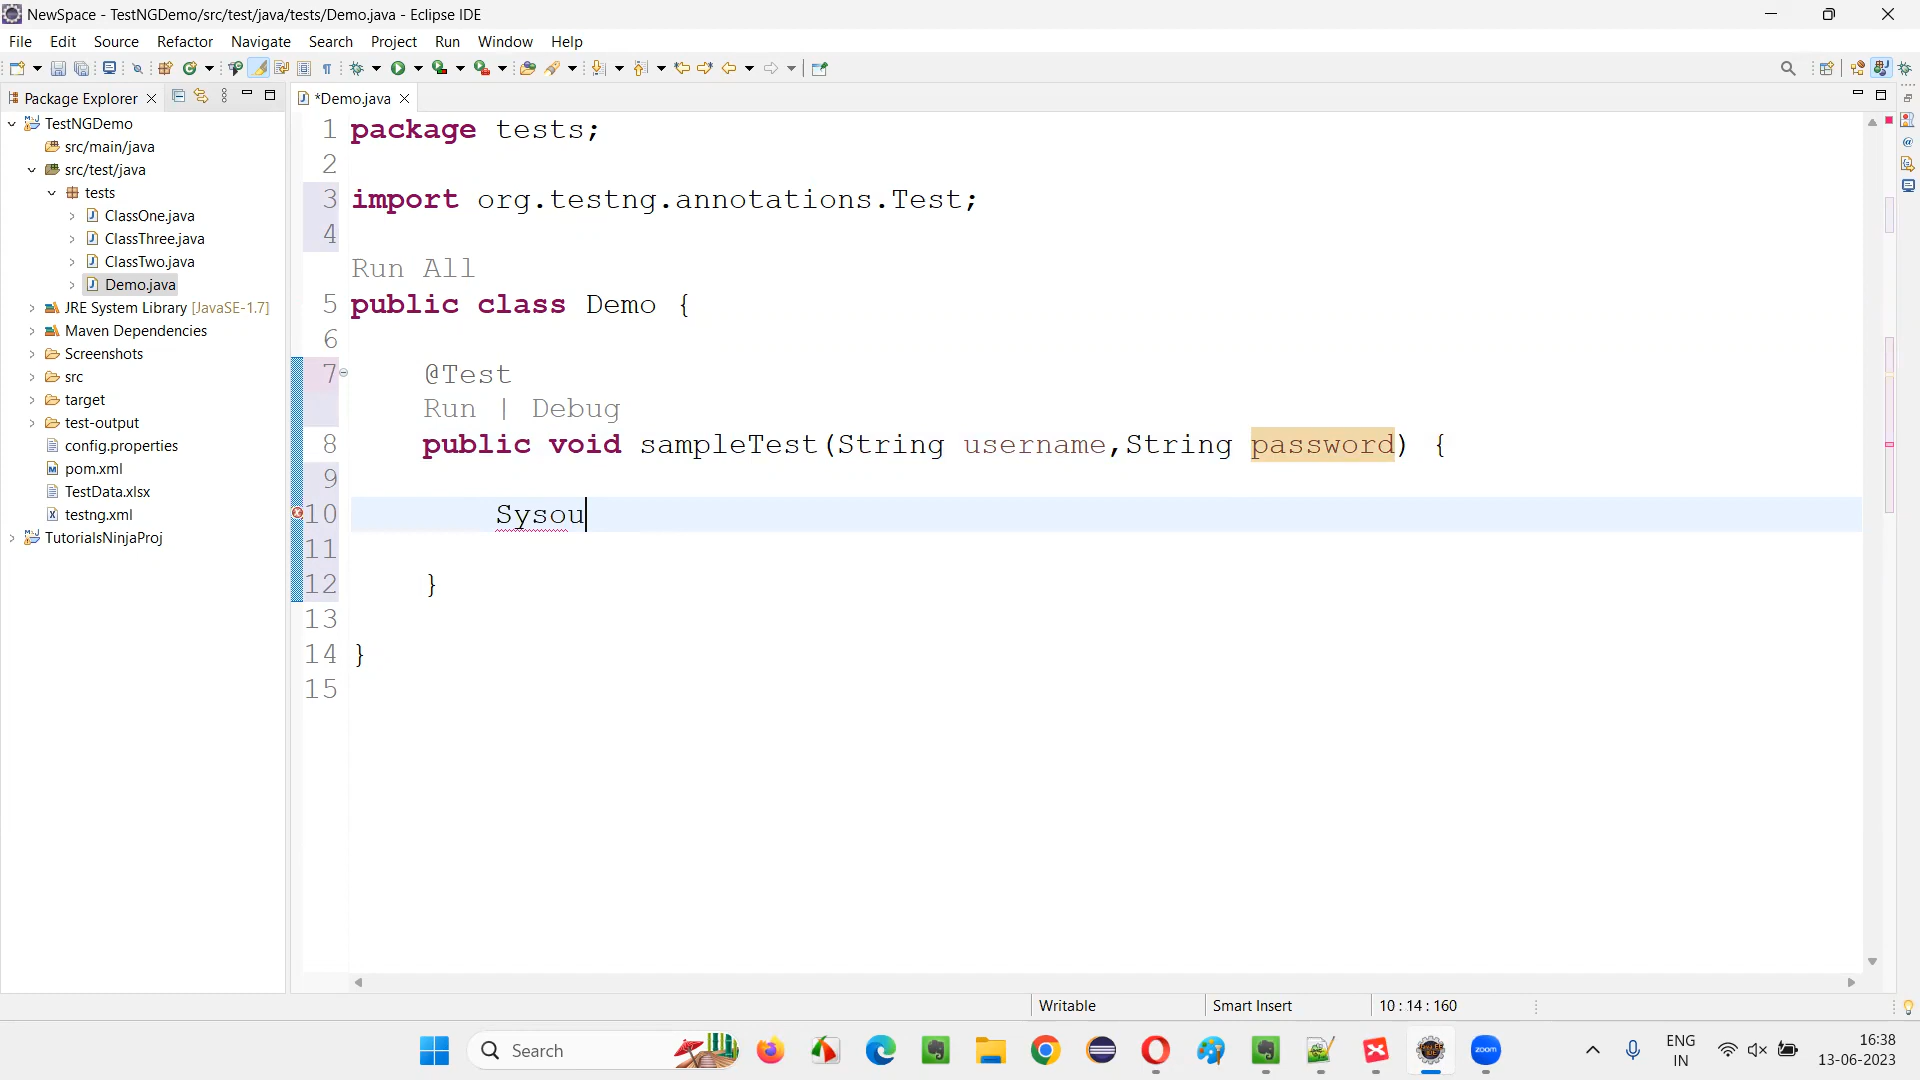 NewSpace - TestNGDemo/src/test/java/tests/Demo.java - Eclipse IDE
File Edit Source Refactor Navigate Search Project Run Window Help
Package Explorer
*Demo.java
TestNGDemo
src/main/java
src/test/java
tests
ClassOne.java
ClassThree.java
ClassTwo.java
Demo.java
JRE System Library [JavaSE-1.7]
Maven Dependencies
Screenshots
src
target
test-output
config.properties
pom.xml
TestData.xlsx
testng.xml
TutorialsNinjaProj
1 package tests;
2
3 import org.testng.annotations.Test;
4
Run All
5 public class Demo {
6
7 @Test
Run | Debug
8 public void sampleTest(String username,String password) {
9
10 Sysou
11
12 }
13
14 }
15
Writable Smart Insert 10 : 14 : 160
Search
zoom
ENG
IN
16:38
13-06-2023